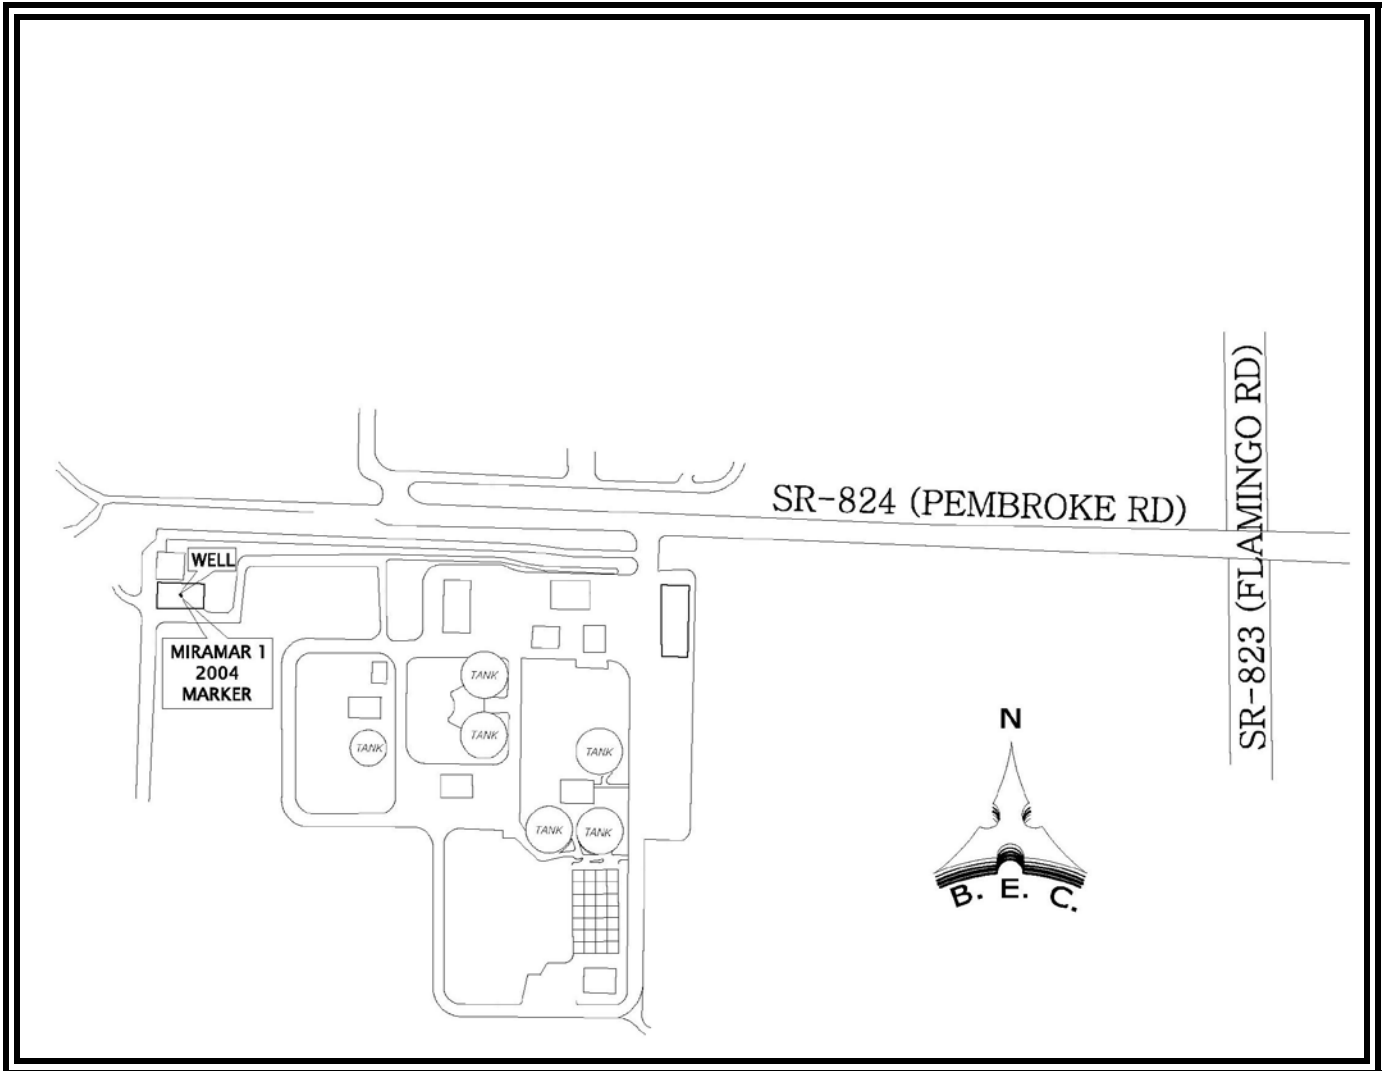 SR-824 (PEMBROKE RD)
SR-823 (FLAMINGO RD)
WELL
MIRAMAR 1
2004
MARKER
TANK
TANK
TANK
TANK
TANK
TANK
N
B. E. C.